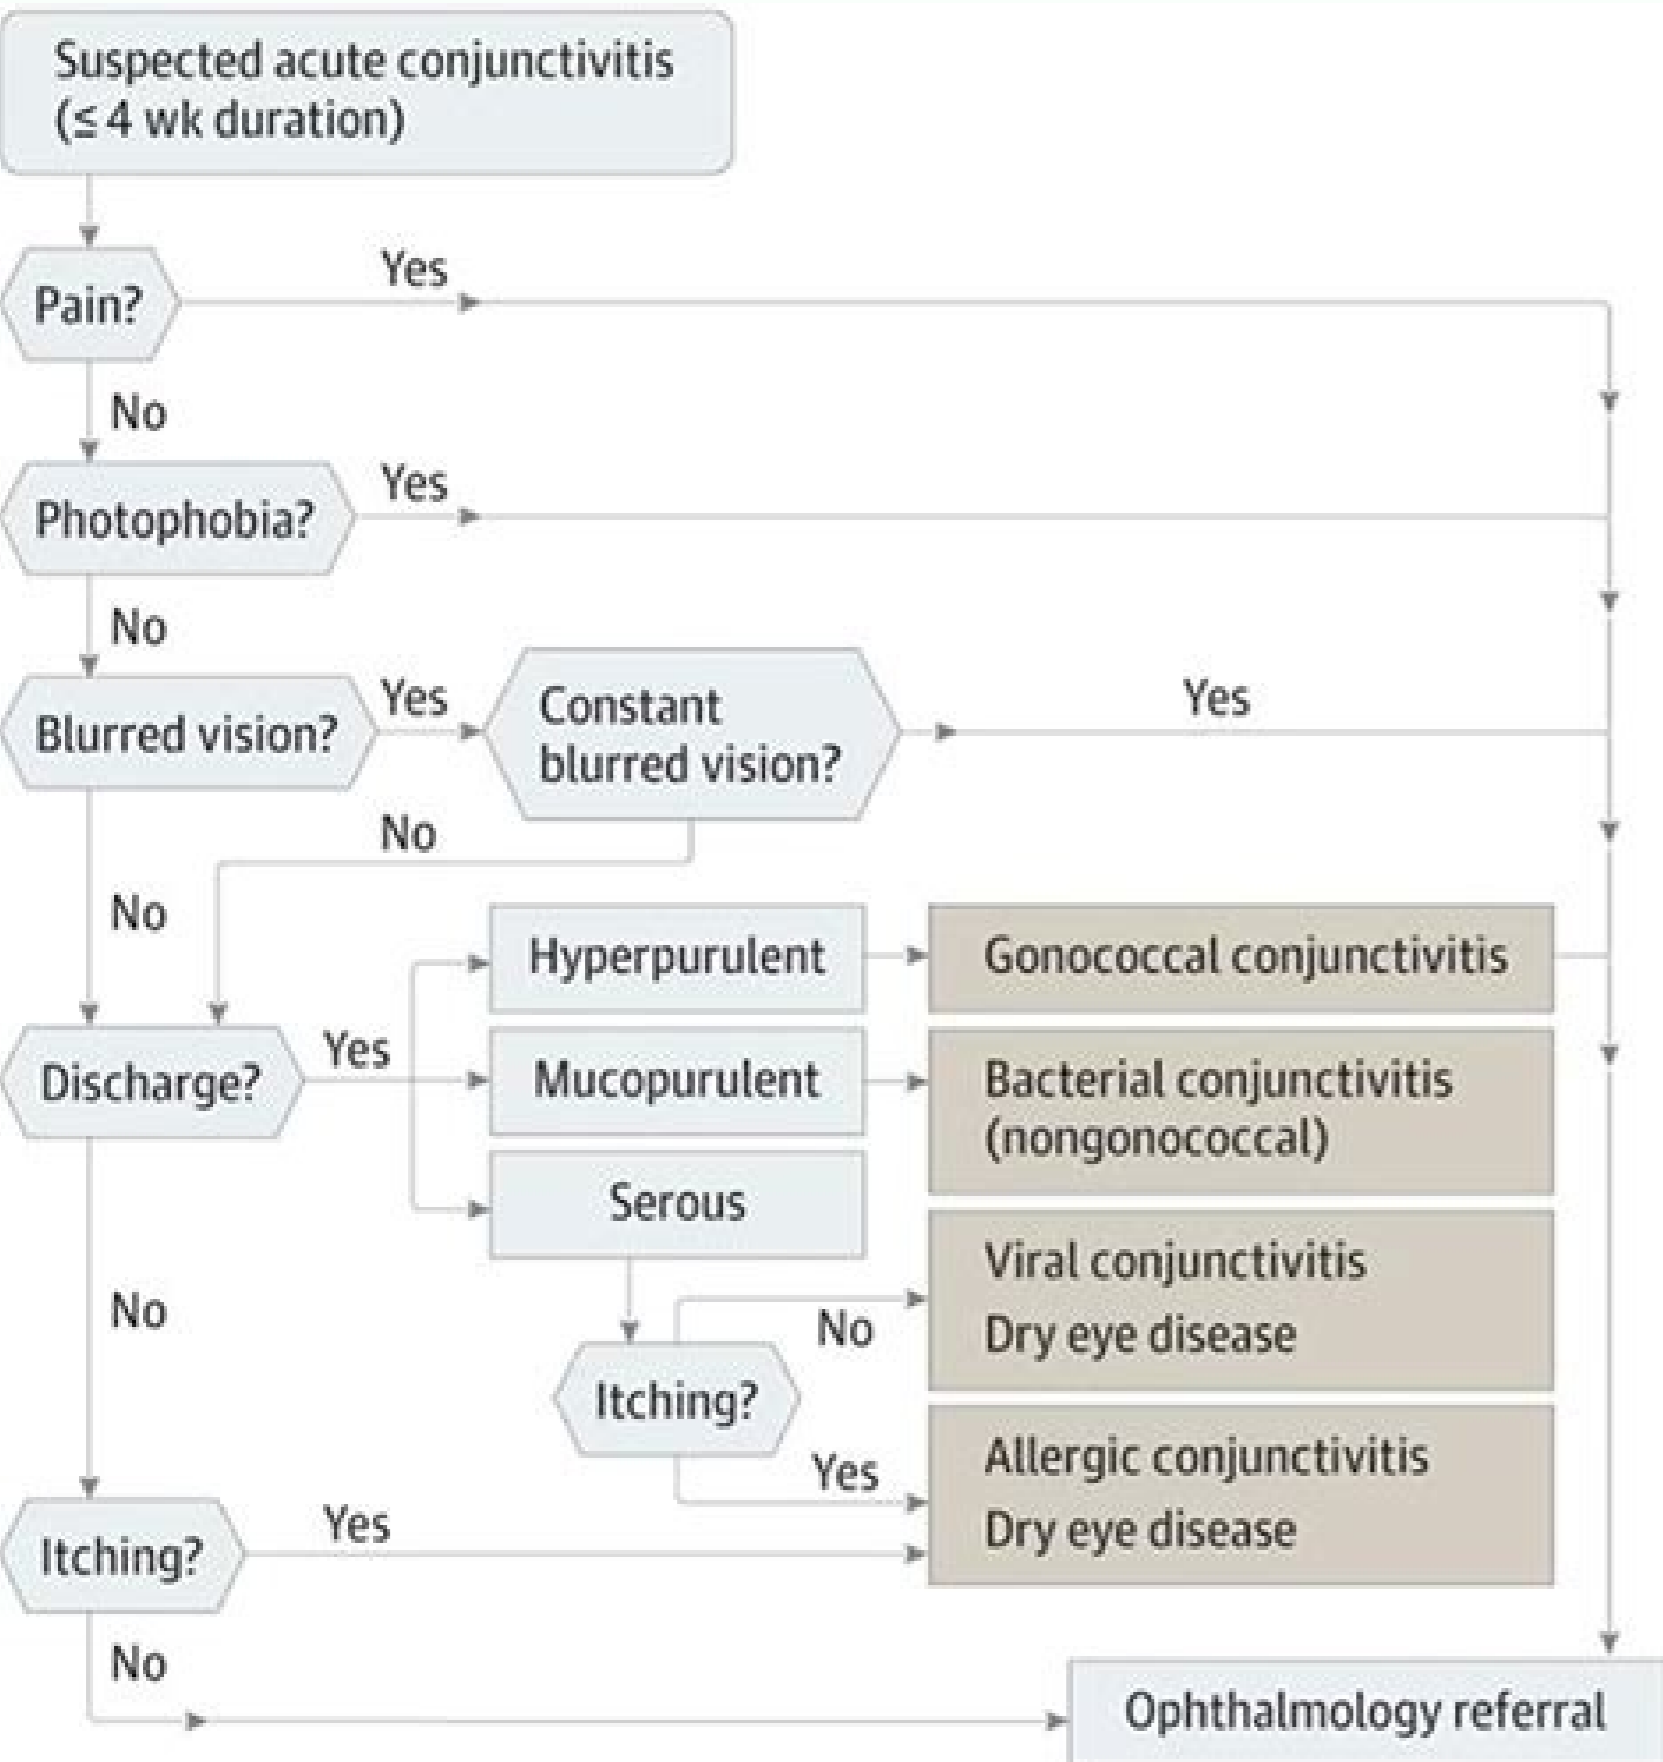 Suspected acute conjunctivitis
(≤ 4 wk duration)
Yes
Pain?
No
Yes
Photophobia?
No
Blurred vision?
Yes
Constant
blurred vision?
Yes
No
No
Hyperpurulent
Gonococcal conjunctivitis
Discharge?
Yes
Mucopurulent
Bacterial conjunctivitis
(nongonococcal)
Serous
Viral conjunctivitis
Dry eye disease
No
No
Itching?
Yes
Allergic conjunctivitis
Dry eye disease
Itching?
Yes
No
Ophthalmology referral